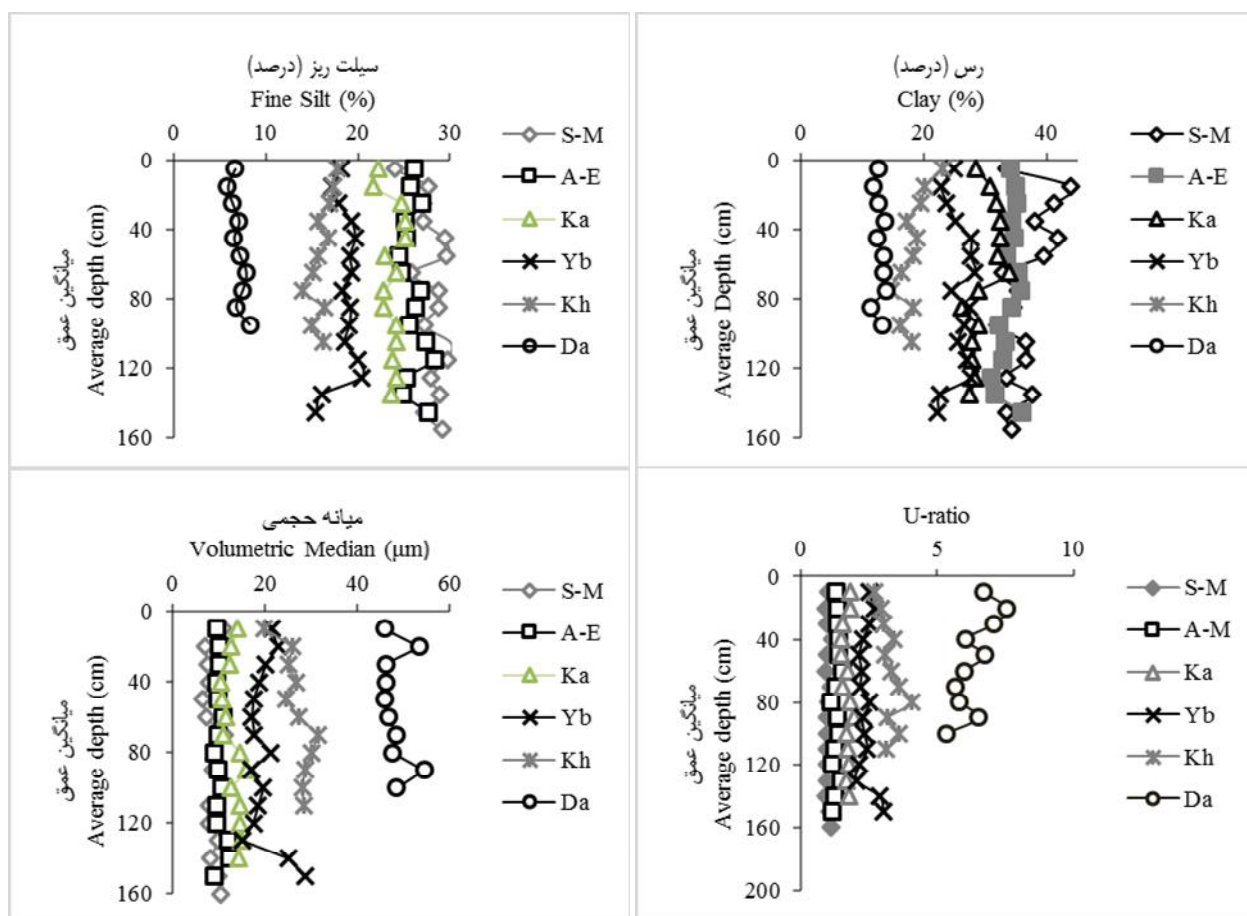 سیلت ریز (درصد)
Fine Silt (%)
0 10 20 30
0
40
80
120
160
میانگین عمق
Average depth (cm)
S-M
A-E
Ka
Yb
Kh
Da
رس (درصد)
Clay (%)
0 20 40
0
40
80
120
160
میانگین عمق
Average Depth (cm)
S-M
A-E
Ka
Yb
Kh
Da
میانه حجمی
Volumetric Median (µm)
0 20 40 60
0
40
80
120
160
میانگین عمق
Average depth (cm)
S-M
A-E
Ka
Yb
Kh
Da
U-ratio
0 5 10
0
40
80
120
160
200
میانگین عمق
Average depth (cm)
S-M
A-M
Ka
Yb
Kh
Da